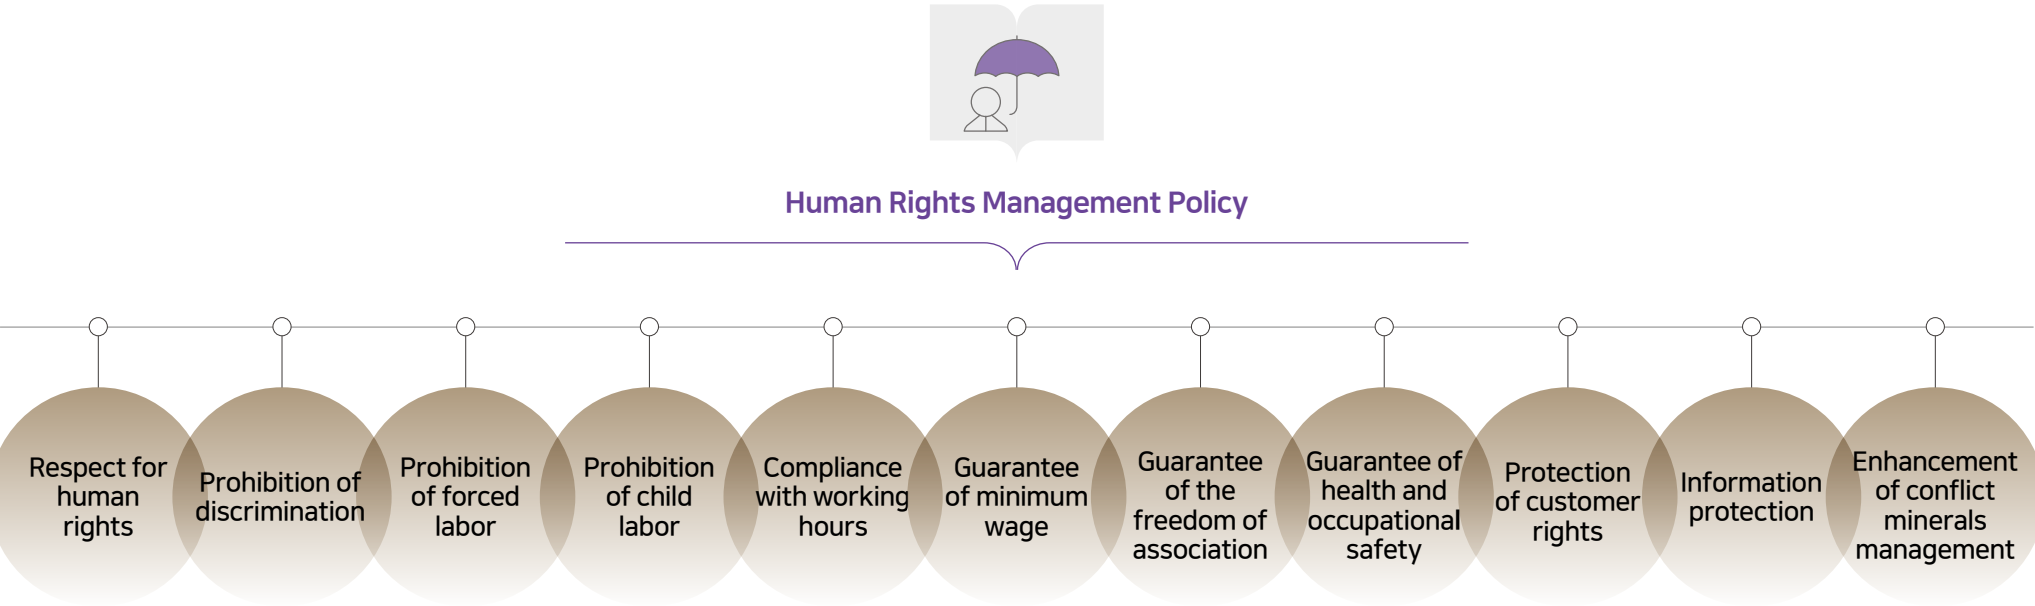 Human Rights Management Policy
Respect for
human
rights
Prohibition of
discrimination
Prohibition
of forced
labor
Prohibition
of child
labor
Compliance
with working
hours
Guarantee
of minimum
wage
Guarantee
of the
freedom of
association
Guarantee of
health and
occupational
safety
Protection
of customer
rights
Information
protection
Enhancement
of conflict
minerals
management